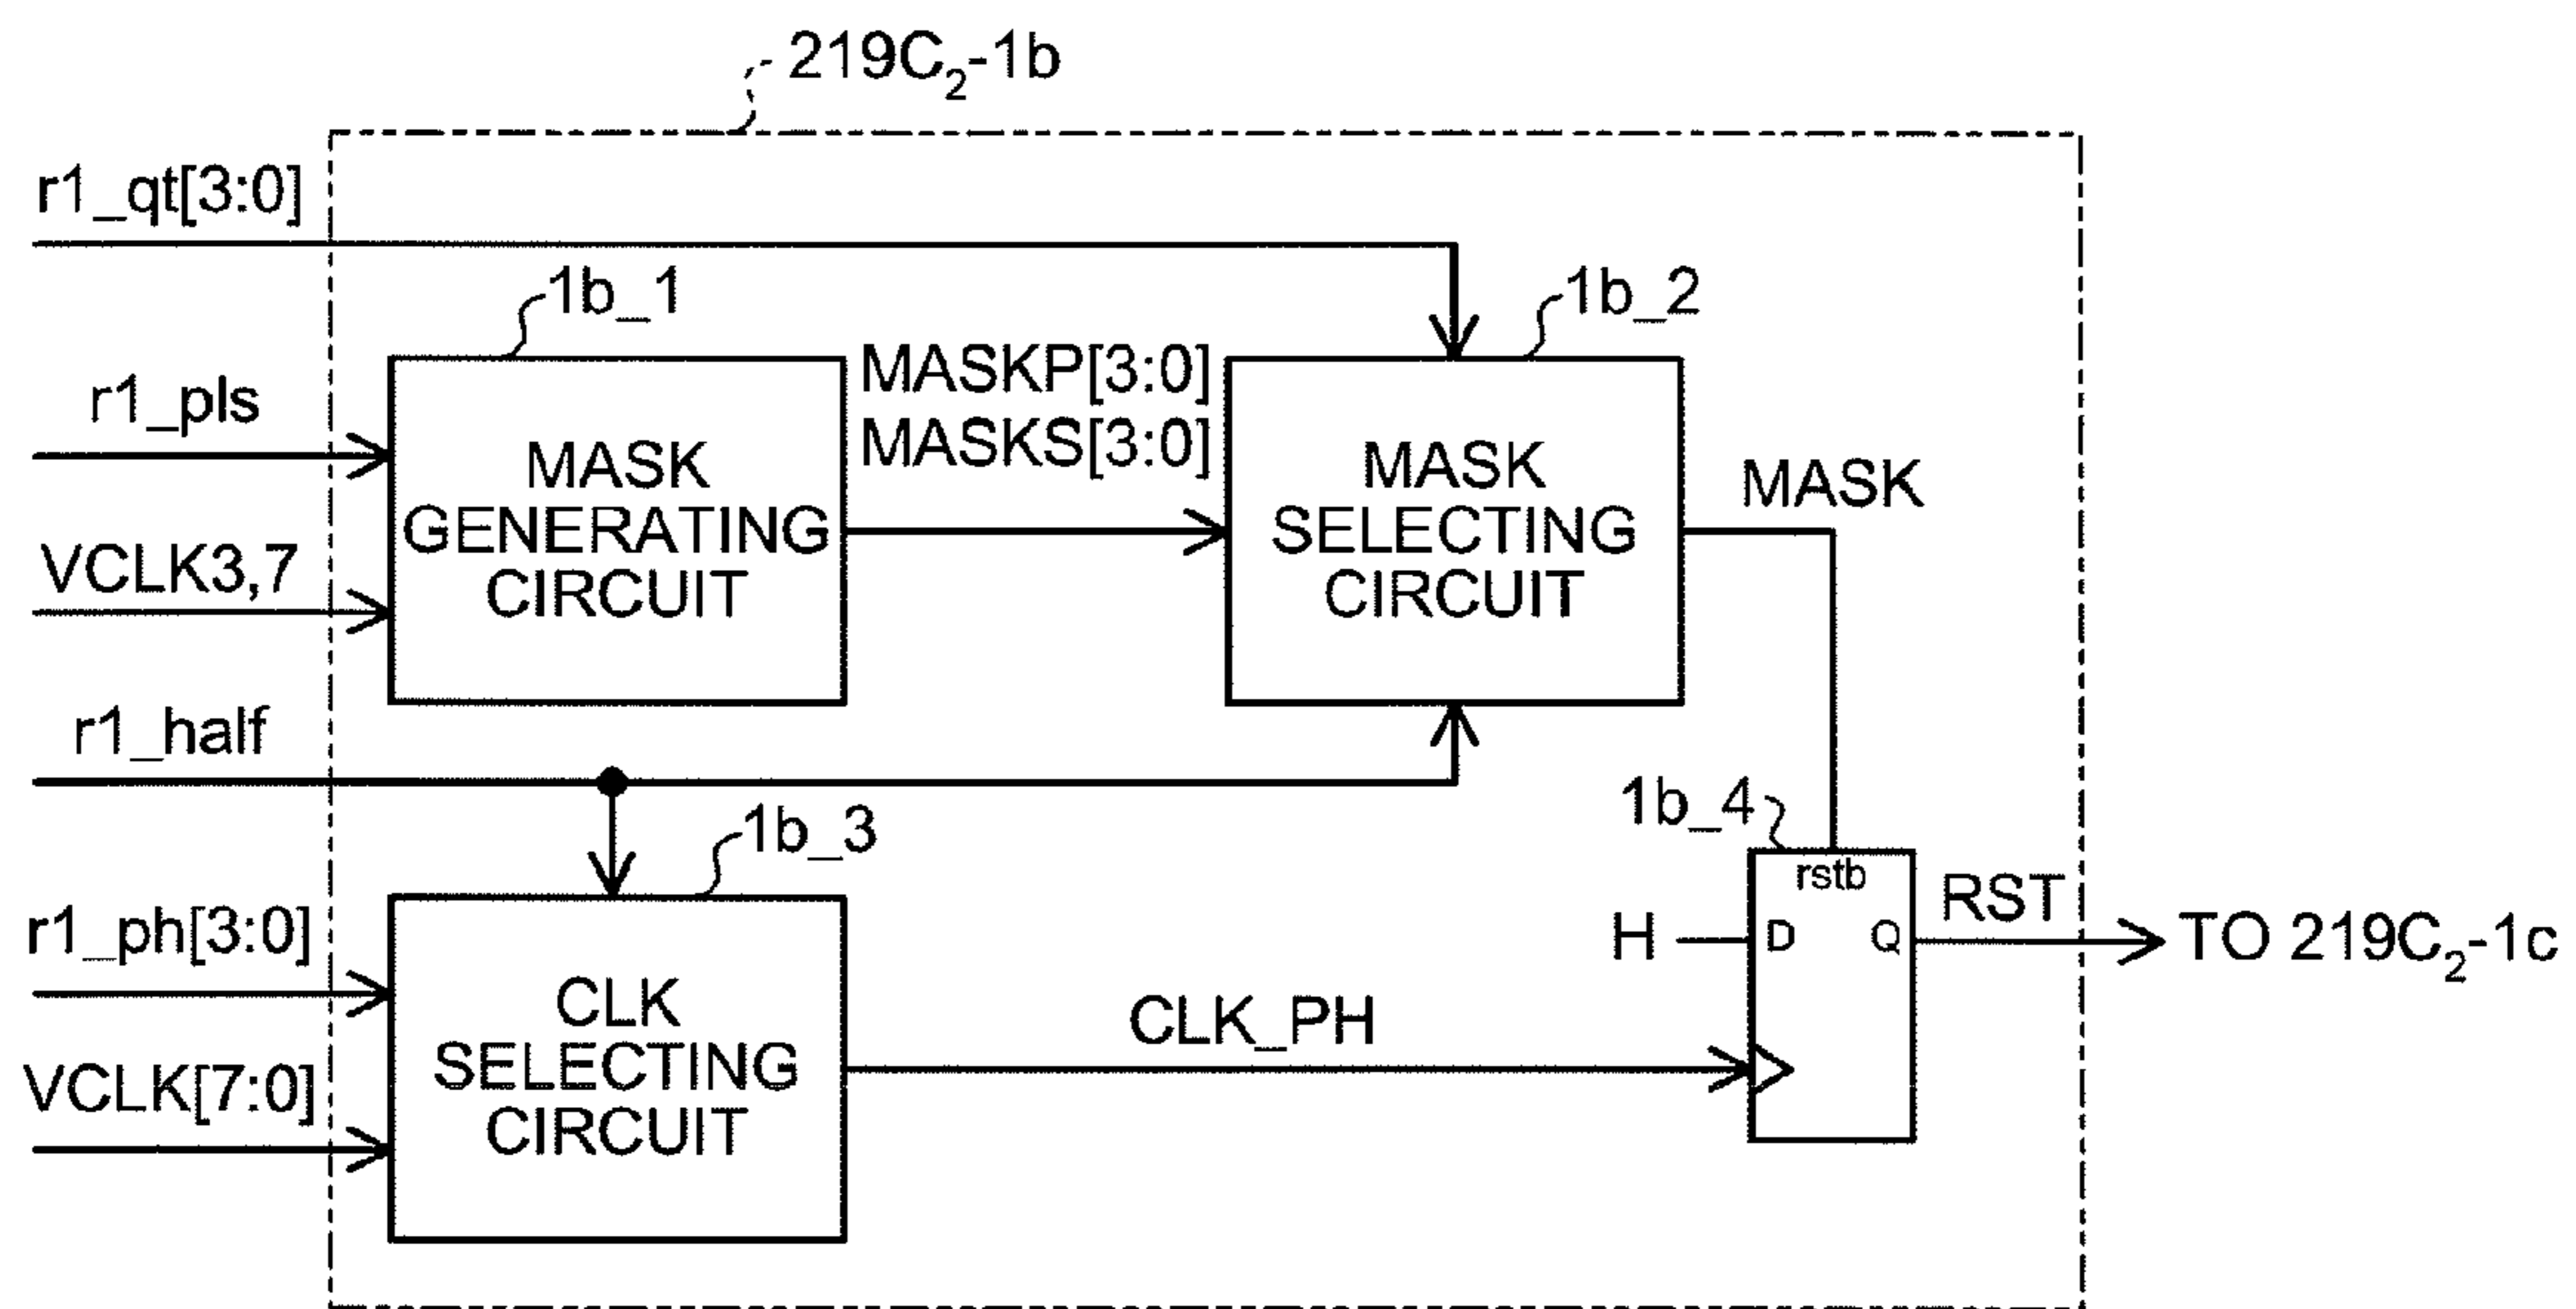 219C₂-1b
r1_qt[3:0]
1b_1
1b_2
r1_pls
MASKP[3:0]
MASKS[3:0]
MASK
GENERATING
CIRCUIT
MASK
SELECTING
CIRCUIT
MASK
VCLK3,7
r1_half
1b_3
1b_4
rstb
r1_ph[3:0]
H
D
Q
RST
TO 219C₂-1c
CLK
SELECTING
CIRCUIT
CLK_PH
VCLK[7:0]